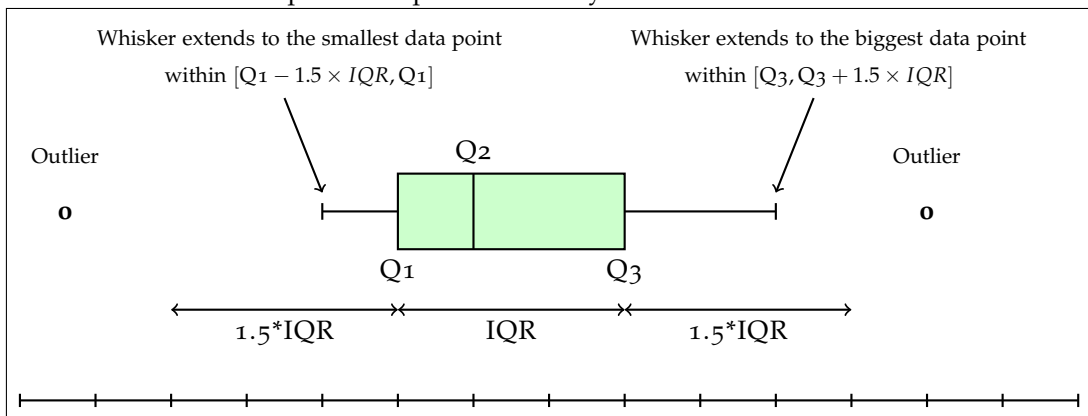 Whisker extends to the smallest data point
within [Q1 − 1.5 × IQR, Q1]
Whisker extends to the biggest data point
within [Q3, Q3 + 1.5 × IQR]
Outlier
Q2
Outlier
o
o
Q1
Q3
1.5*IQR
IQR
1.5*IQR